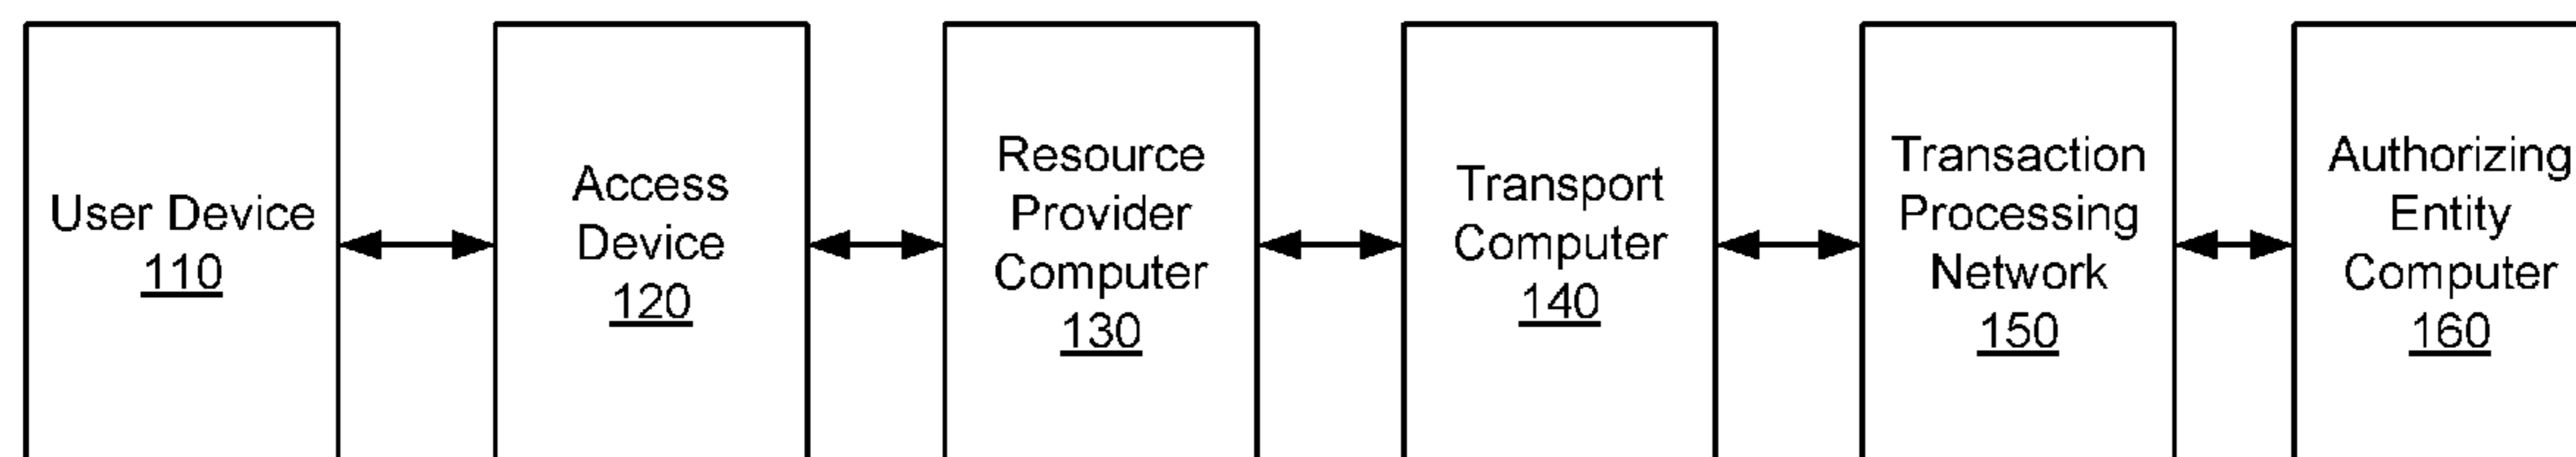 User Device
110
Access
Device
120
Resource
Provider
Computer
130
Transport
Computer
140
Transaction
Processing
Network
150
Authorizing
Entity
Computer
160